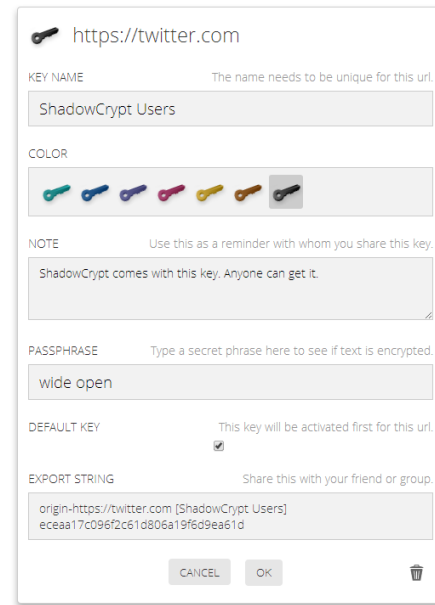 https://twitter.com
KEY NAME The name needs to be unique for this url.
ShadowCrypt Users
COLOR
NOTE Use this as a reminder with whom you share this key.
ShadowCrypt comes with this key. Anyone can get it.
PASSPHRASE Type a secret phrase here to see if text is encrypted.
wide open
DEFAULT KEY This key will be activated first for this url.
EXPORT STRING Share this with your friend or group.
origin-https://twitter.com [ShadowCrypt Users]
eceaa17c096f2c61d806a19f6d9ea61d
CANCEL OK